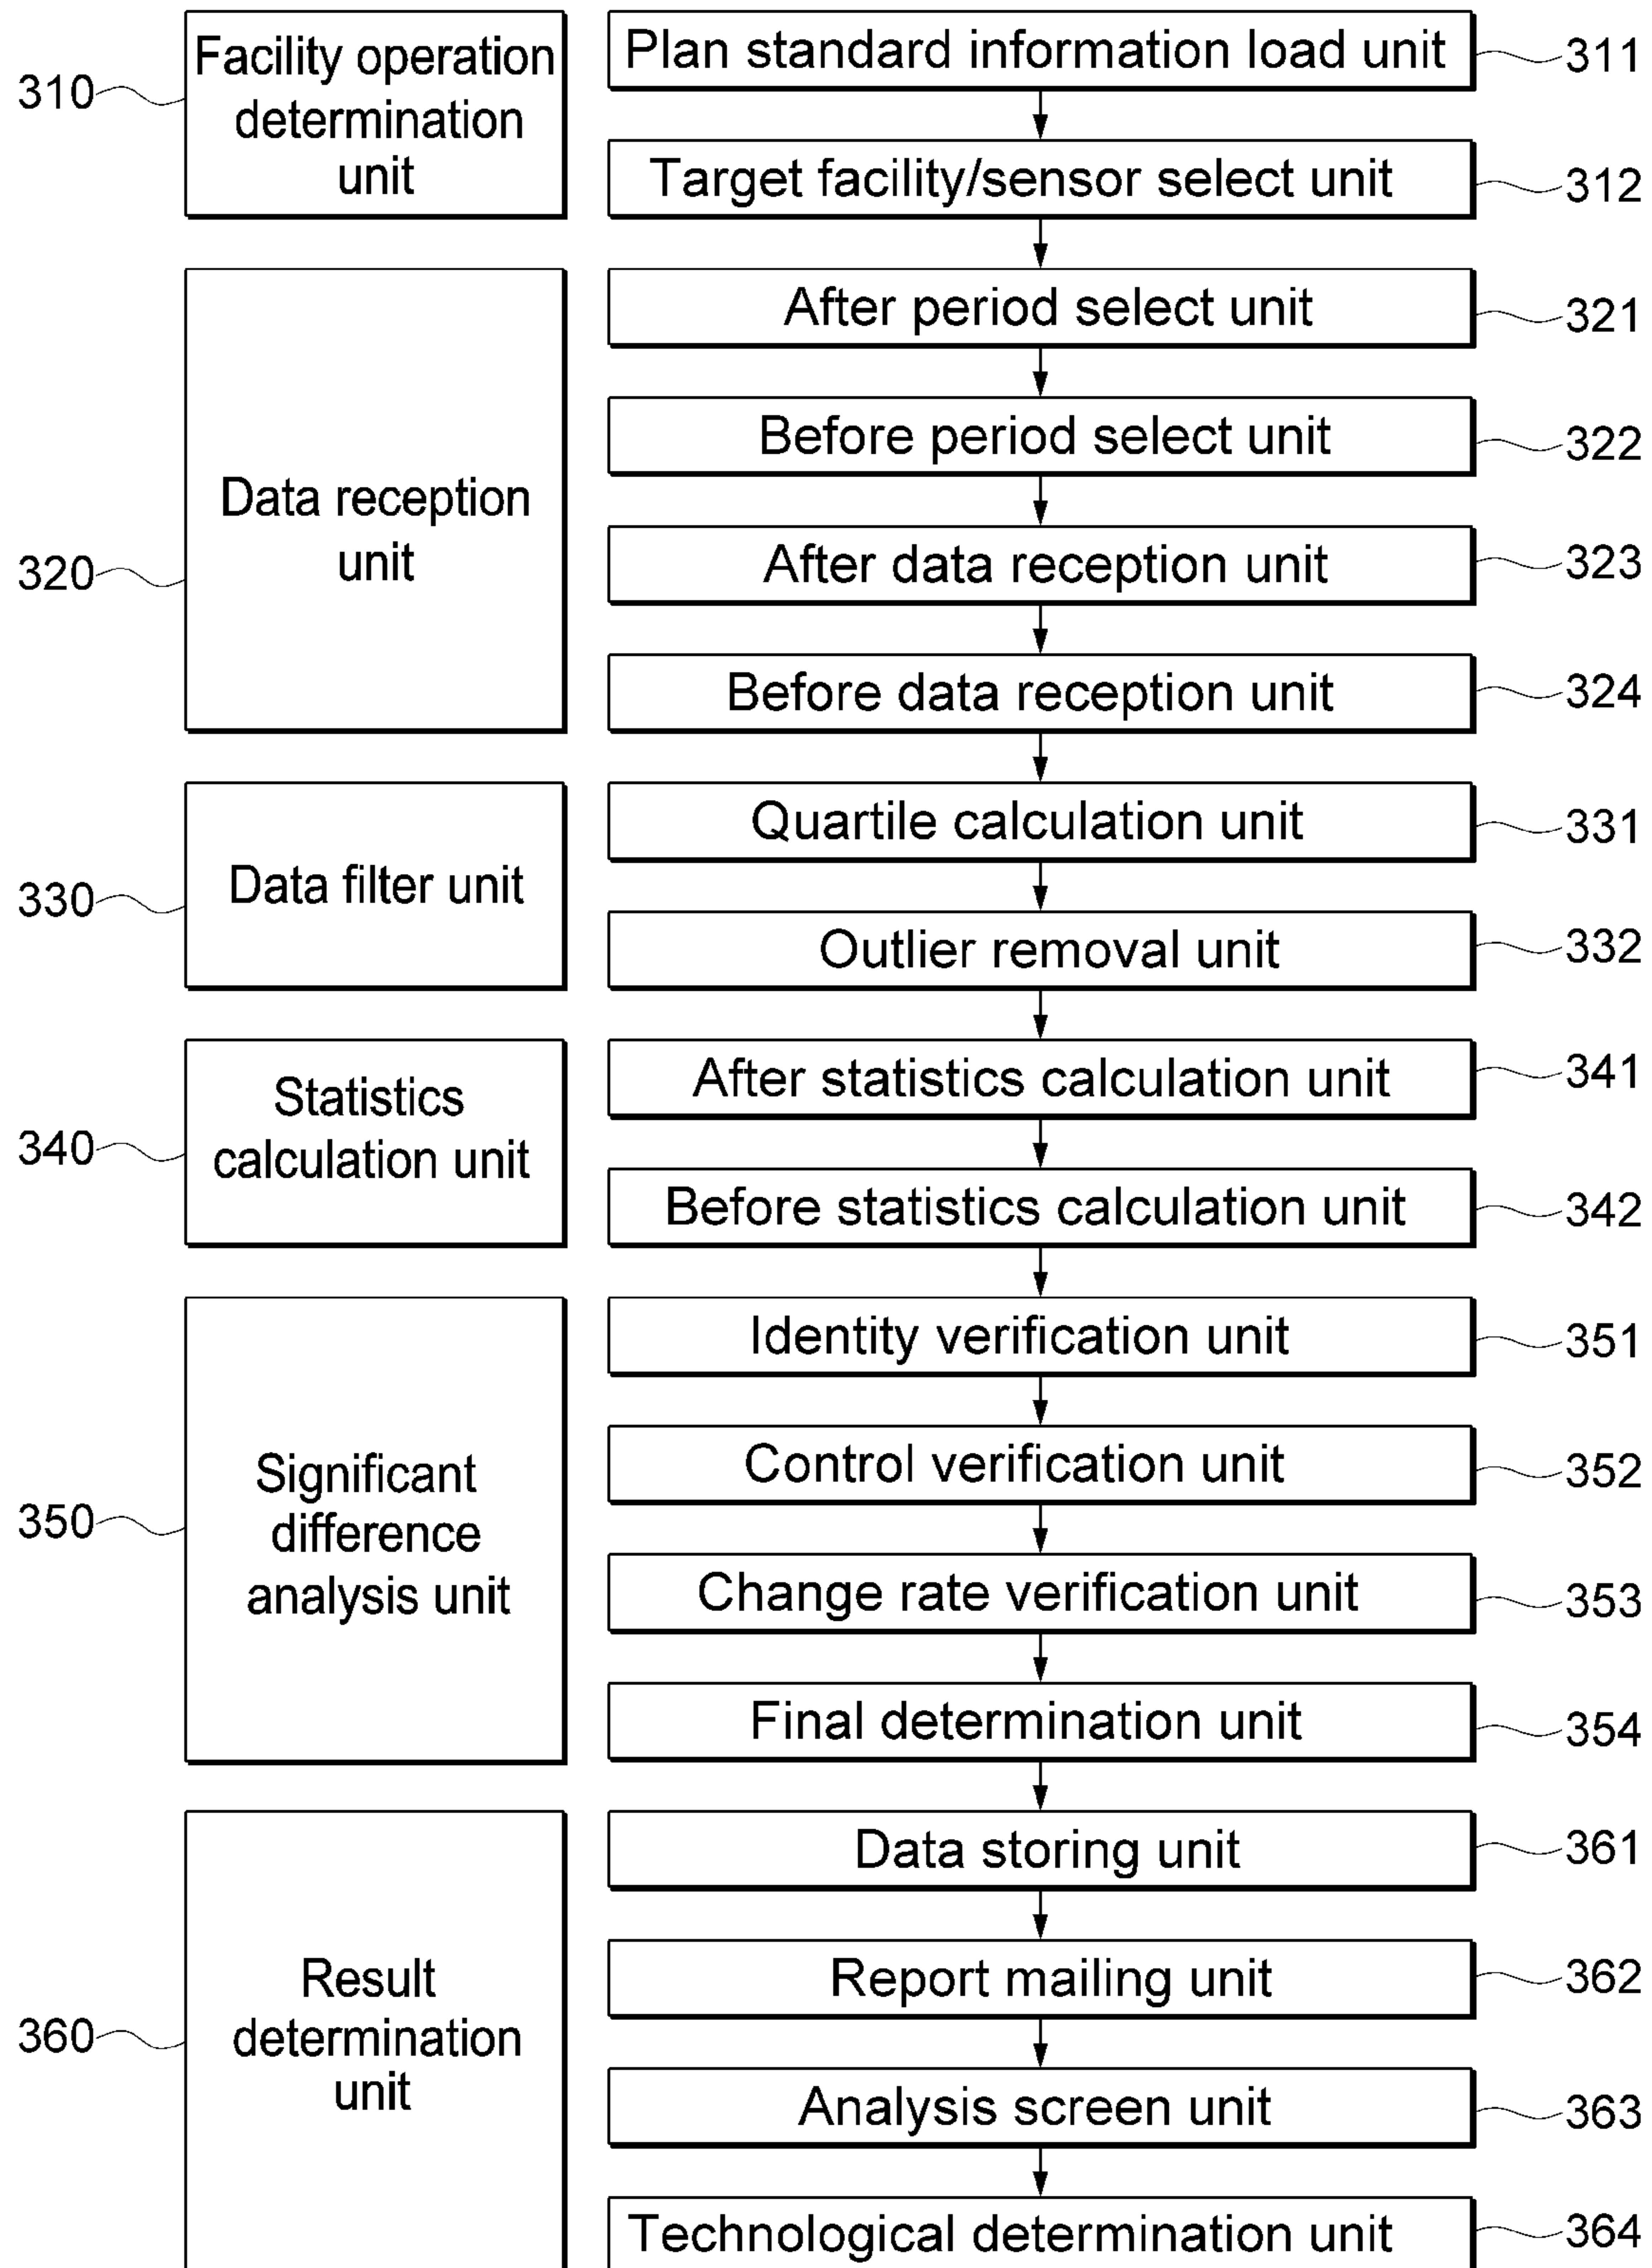 310
Facility operation
determination
unit
Plan standard information load unit
311
Target facility/sensor select unit
312
320
Data reception
unit
After period select unit
321
Before period select unit
322
After data reception unit
323
Before data reception unit
324
330
Data filter unit
Quartile calculation unit
331
Outlier removal unit
332
340
Statistics
calculation unit
After statistics calculation unit
341
Before statistics calculation unit
342
350
Significant
difference
analysis unit
Identity verification unit
351
Control verification unit
352
Change rate verification unit
353
Final determination unit
354
360
Result
determination
unit
Data storing unit
361
Report mailing unit
362
Analysis screen unit
363
Technological determination unit
364